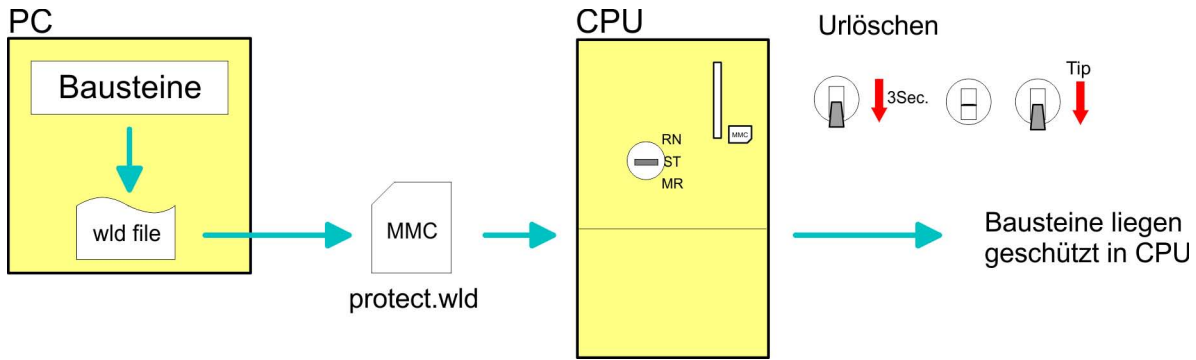 PC
Bausteine
wld file
MMC
protect.wld
CPU
MMC
RN
ST
MR
Urlöschen
3Sec.
Tip
Bausteine liegen
geschützt in CPU